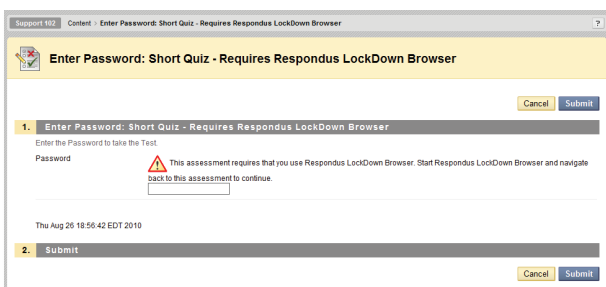 Support 102 Content > Enter Password: Short Quiz - Requires Respondus LockDown Browser ?
Enter Password: Short Quiz - Requires Respondus LockDown Browser
Cancel Submit
1. Enter Password: Short Quiz - Requires Respondus LockDown Browser
Enter the Password to take the Test.
Password This assessment requires that you use Respondus LockDown Browser. Start Respondus LockDown Browser and navigate
back to this assessment to continue.
Thu Aug 26 18:56:42 EDT 2010
2. Submit
Cancel Submit